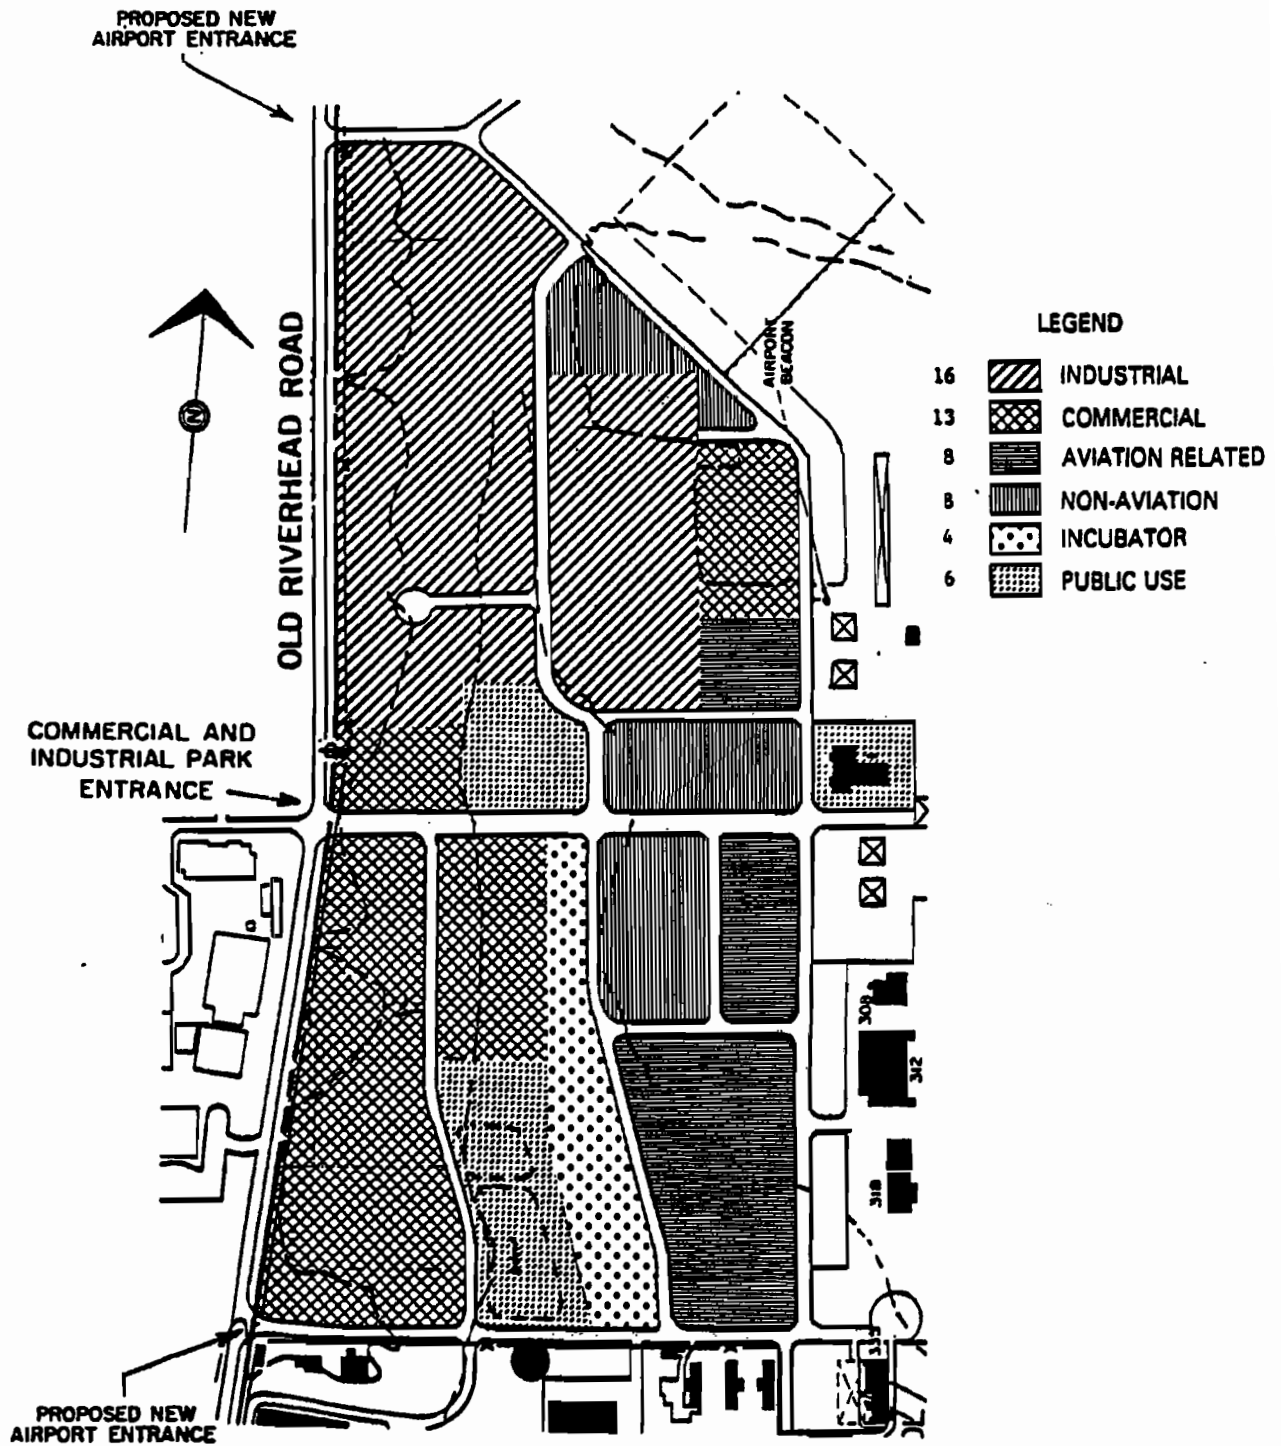 PROPOSED NEW
AIRPORT ENTRANCE
N
OLD RIVERHEAD ROAD
AIRPORT
BEACON
LEGEND
16 INDUSTRIAL
13 COMMERCIAL
8 AVIATION RELATED
8 NON-AVIATION
4 INCUBATOR
6 PUBLIC USE
COMMERCIAL AND
INDUSTRIAL PARK
ENTRANCE
308
312
318
PROPOSED NEW
AIRPORT ENTRANCE